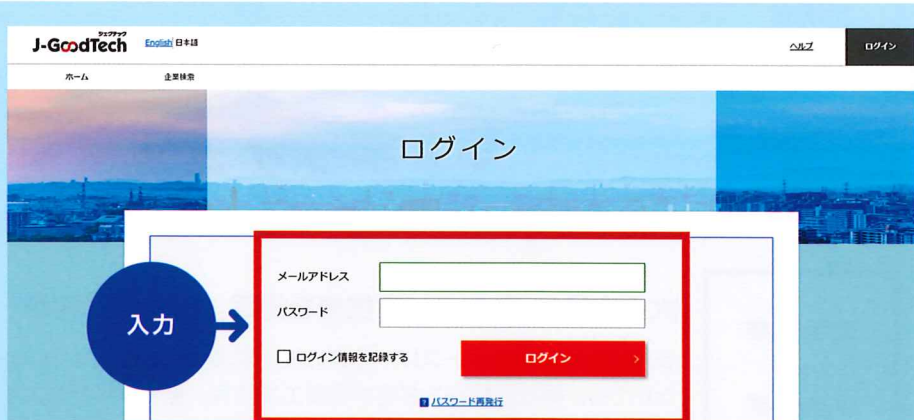 ジェグテック
J-GoodTech English 日本語 ヘルプ ログイン
ホーム 企業検索
ログイン
メールアドレス
パスワード
入力
ログイン情報を記録する ログイン
? パスワード再発行